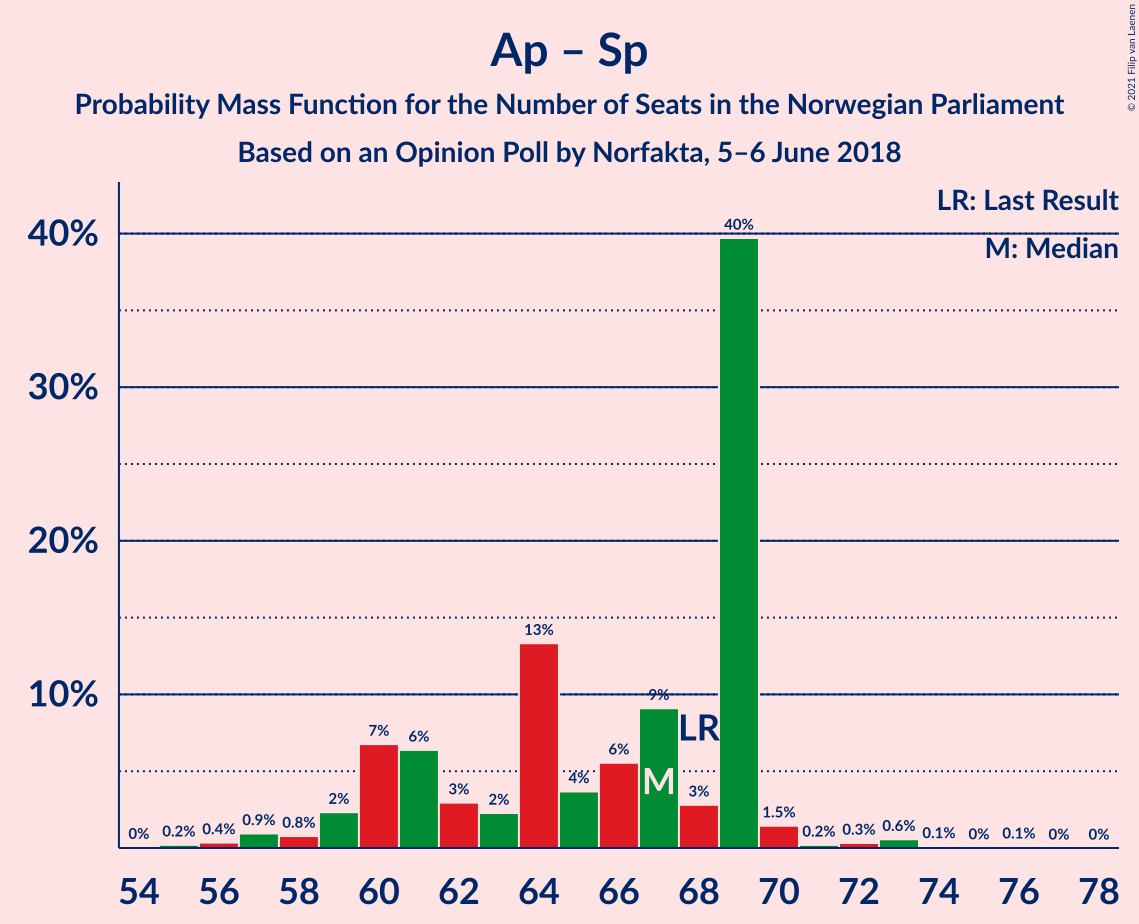 Ap – Sp
Probability Mass Function for the Number of Seats in the Norwegian Parliament
Based on an Opinion Poll by Norfakta, 5–6 June 2018
© 2021 Filip van Laenen
LR: Last Result
M: Median
40%
30%
20%
10%
0% 0.2% 0.4% 0.9% 0.8% 2% 7% 6% 3% 2% 13% 4% 6% 9% 3% 40% 1.5% 0.2% 0.3% 0.6% 0.1% 0% 0.1% 0% 0%
LR
M
54 56 58 60 62 64 66 68 70 72 74 76 78